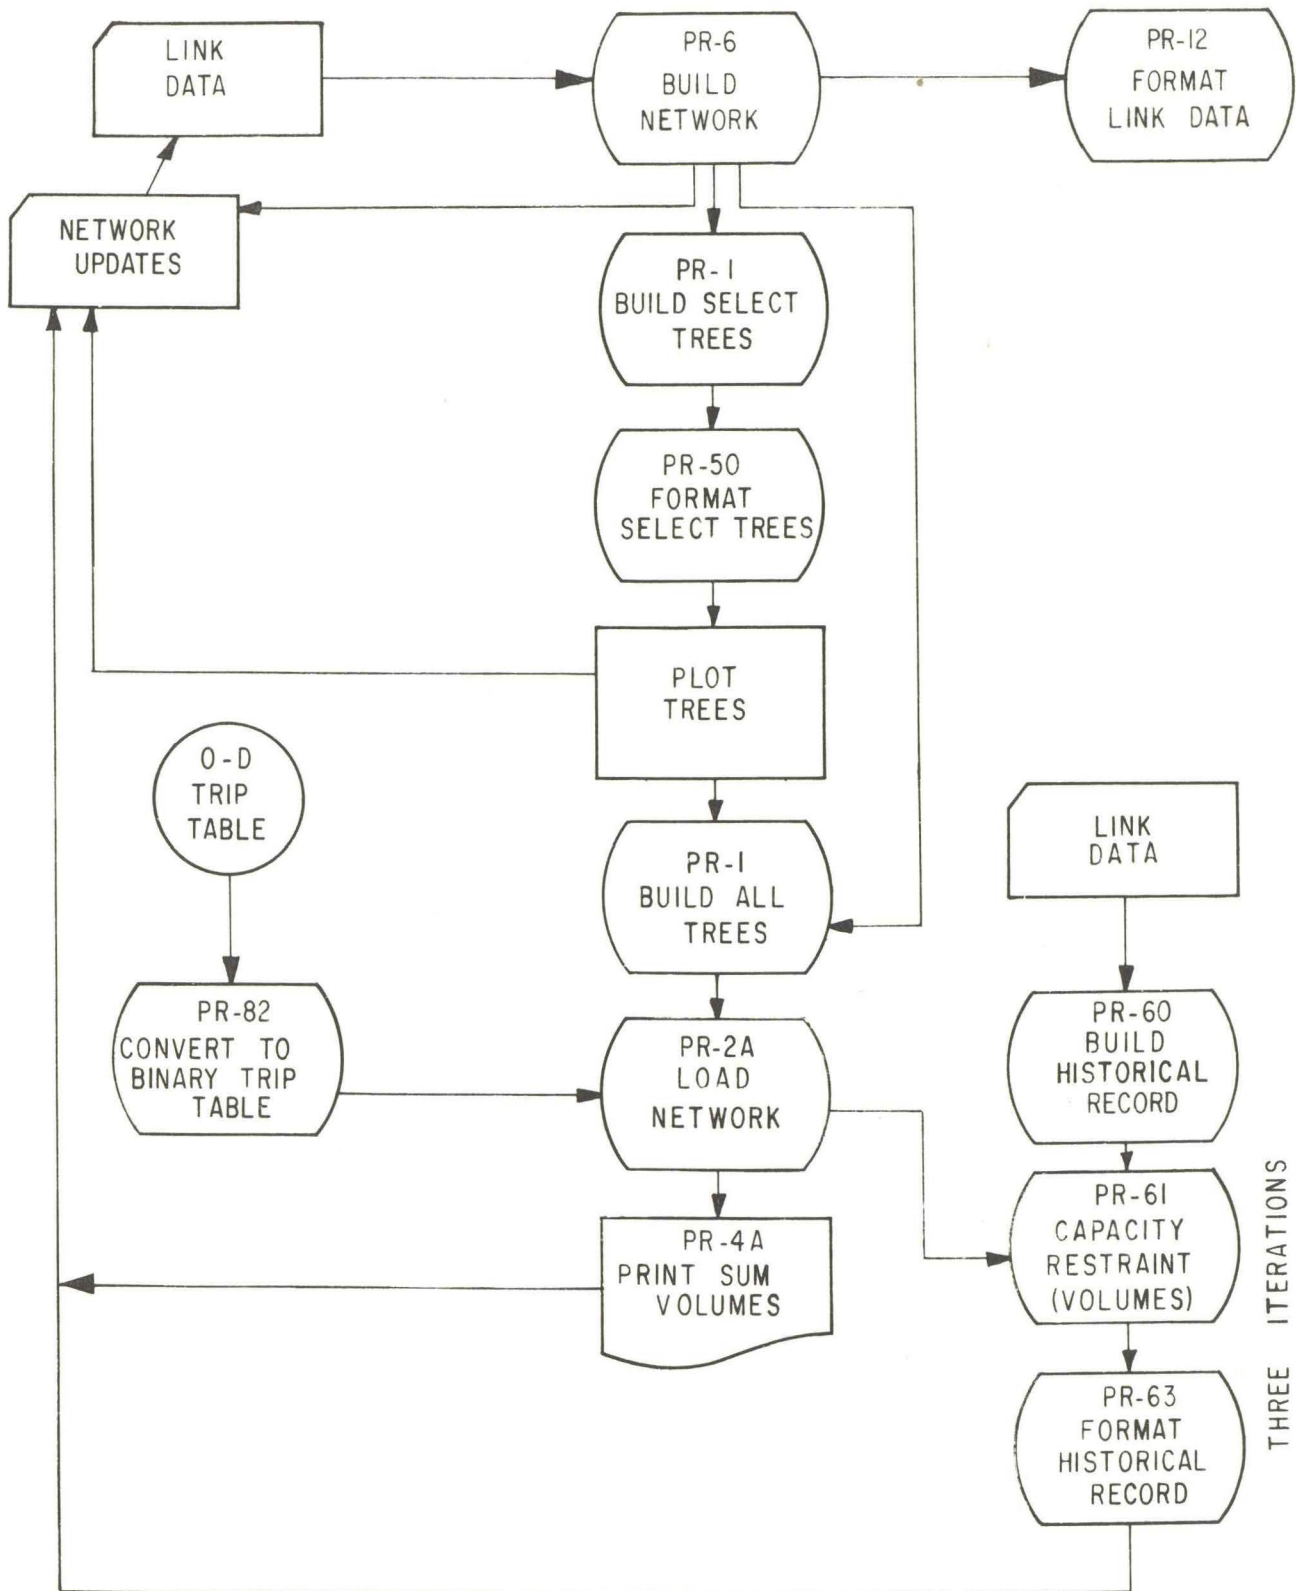 LINK
DATA
PR-6
BUILD
NETWORK
PR-12
FORMAT
LINK DATA
NETWORK
UPDATES
PR-1
BUILD SELECT
TREES
PR-50
FORMAT
SELECT TREES
PLOT
TREES
O-D
TRIP
TABLE
PR-1
BUILD ALL
TREES
LINK
DATA
PR-82
CONVERT TO
BINARY TRIP
TABLE
PR-2A
LOAD
NETWORK
PR-60
BUILD
HISTORICAL
RECORD
PR-4A
PRINT SUM
VOLUMES
PR-61
CAPACITY
RESTRAINT
(VOLUMES)
PR-63
FORMAT
HISTORICAL
RECORD
THREE ITERATIONS